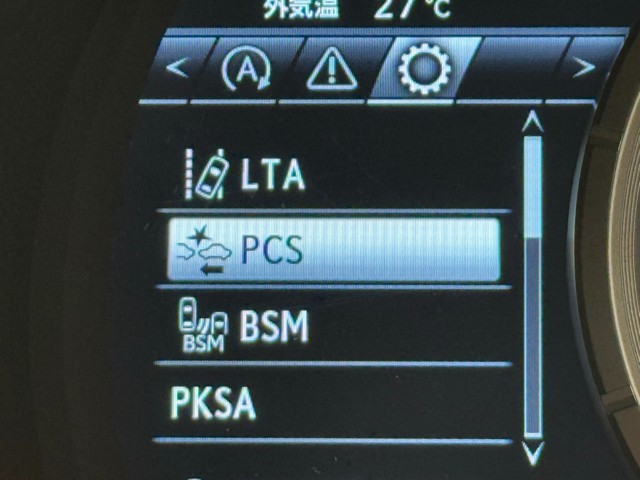 外気温 27℃
A
LTA
PCS
BSM
BSM
PKSA